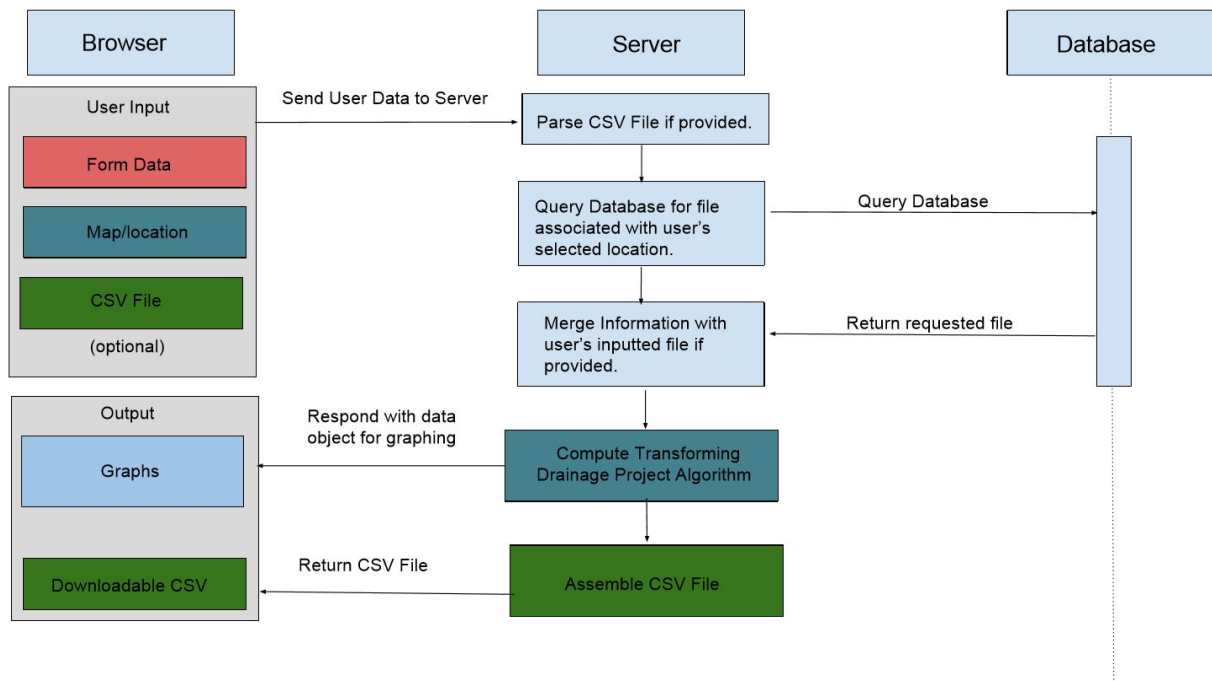 Browser
Server
Database
User Input
Form Data
Map/location
CSV File
(optional)
Send User Data to Server
Parse CSV File if provided.
Query Database for file
associated with user's
selected location.
Query Database
Merge Information with
user's inputted file if
provided.
Return requested file
Output
Graphs
Downloadable CSV
Respond with data
object for graphing
Compute Transforming
Drainage Project Algorithm
Return CSV File
Assemble CSV File